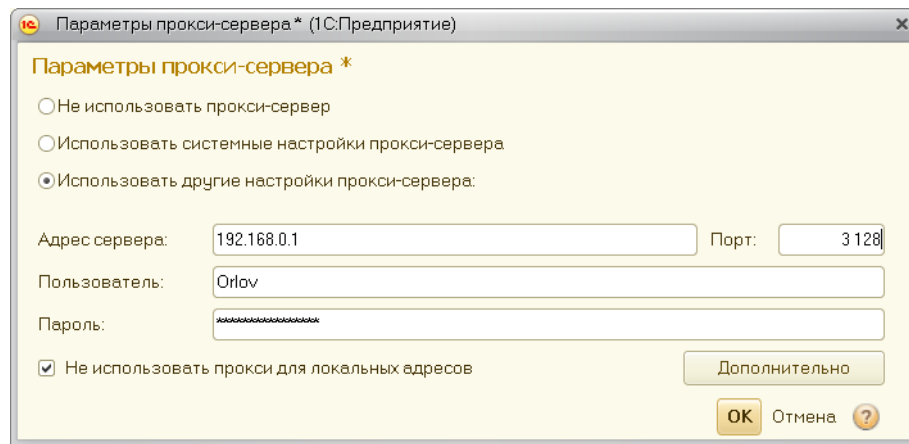 1С Параметры прокси-сервера * (1С:Предприятие) ×
Параметры прокси-сервера *
Не использовать прокси-сервер
Использовать системные настройки прокси-сервера
Использовать другие настройки прокси-сервера:
Адрес сервера: 192.168.0.1 Порт: 3 128
Пользователь: Orlov
Пароль: ****************
Не использовать прокси для локальных адресов Дополнительно
OK Отмена ?